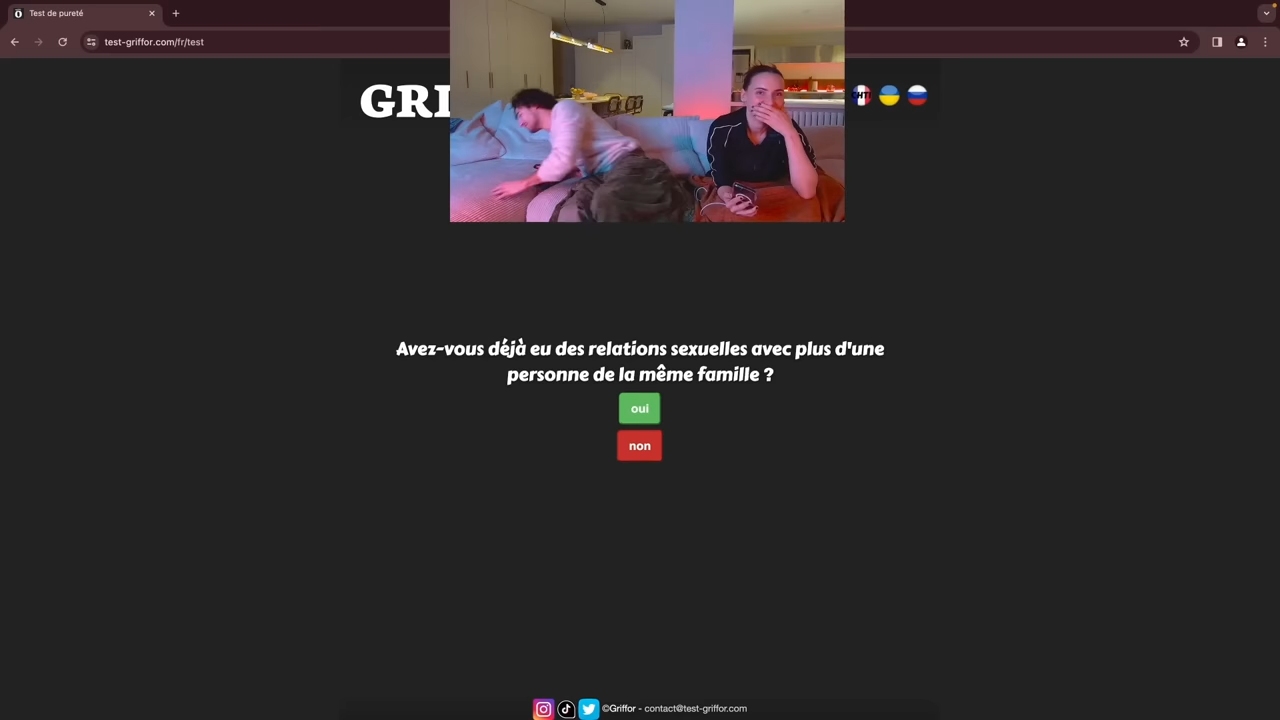 Test de pureté
test-griffor.com/fr/test
GRI
CHTI
Avez-vous déjà eu des relations sexuelles avec plus d'une
personne de la même famille ?
oui
non
©Griffor - contact@test-griffor.com